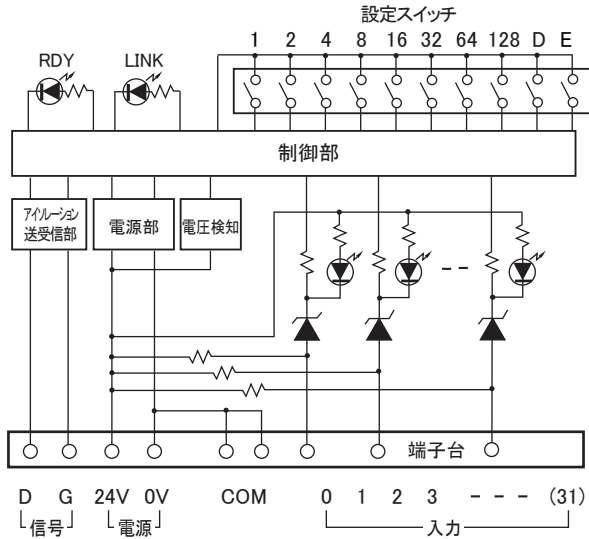 設定スイッチ
RDY LINK 1 2 4 8 16 32 64 128 D E
制御部
アイソレーション
送受信部
電源部
電圧検知
端子台
D G 24V 0V COM 0 1 2 3 - - - (31)
信号 電源 入力